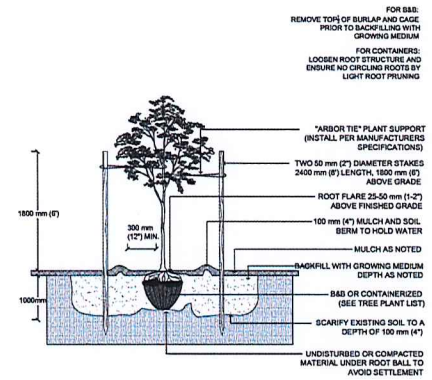 FOR B&B:
REMOVE TOP⅓ OF BURLAP AND CAGE
PRIOR TO BACKFILLING WITH
GROWING MEDIUM
FOR CONTAINERS:
LOOSEN ROOT STRUCTURE AND
ENSURE NO CIRCLING ROOTS BY
LIGHT ROOT PRUNING
"ARBOR TIE" PLANT SUPPORT
(INSTALL PER MANUFACTURERS
SPECIFICATIONS)
TWO 50 mm (2") DIAMETER STAKES
2400 mm (8') LENGTH, 1800 mm (6')
ABOVE GRADE
ROOT FLARE 25-50 mm (1-2")
ABOVE FINISHED GRADE
1800 mm (6')
300 mm
(12") MIN.
100 mm (4") MULCH AND SOIL
BERM TO HOLD WATER
MULCH AS NOTED
BACKFILL WITH GROWING MEDIUM
DEPTH AS NOTED
1000mm
B&B OR CONTAINERIZED
(SEE TREE PLANT LIST)
SCARIFY EXISTING SOIL TO A
DEPTH OF 100 mm (4")
UNDISTURBED OR COMPACTED
MATERIAL UNDER ROOT BALL TO
AVOID SETTLEMENT